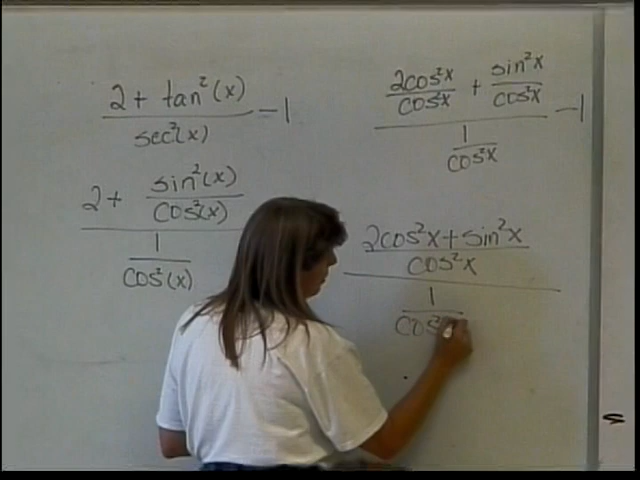 (2 + tan²(x)) / sec²(x) − 1
(2 + sin²(x)/cos²(x)) / (1/cos²(x))
(2cos²x/cos²x + sin²x/cos²x) / (1/cos²x) − 1
((2cos²x + sin²x)/cos²x) / (1/cos²